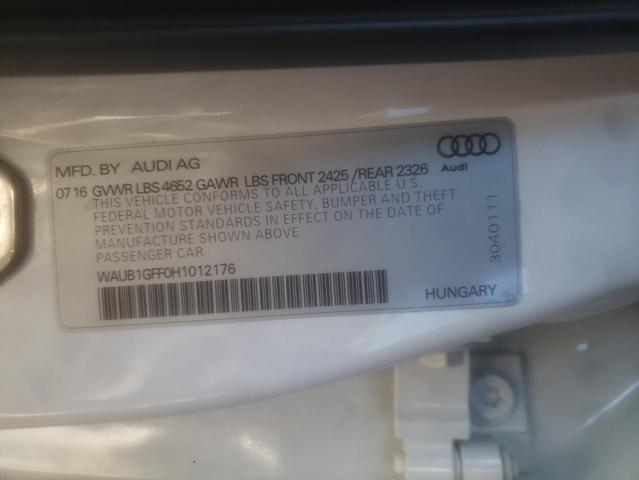 MFD. BY AUDI AG
Audi
07 16 GVWR LBS 4652 GAWR LBS FRONT 2425 /REAR 2326
THIS VEHICLE CONFORMS TO ALL APPLICABLE U.S.
FEDERAL MOTOR VEHICLE SAFETY, BUMPER AND THEFT
PREVENTION STANDARDS IN EFFECT ON THE DATE OF
MANUFACTURE SHOWN ABOVE
PASSENGER CAR
WAUB1GFF0H1012176
HUNGARY
3040111